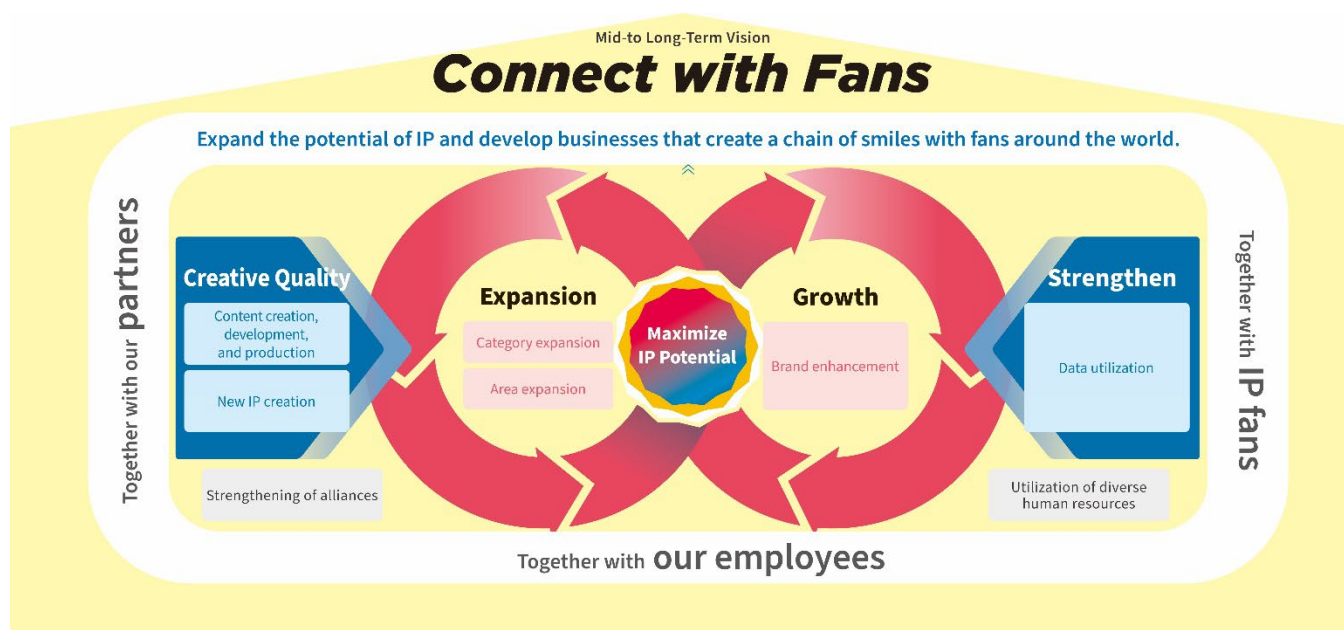 Mid-to Long-Term Vision
Connect with Fans
Expand the potential of IP and develop businesses that create a chain of smiles with fans around the world.
Together with our partners
Creative Quality
Content creation,
development,
and production
New IP creation
Strengthening of alliances
Expansion
Category expansion
Area expansion
Maximize
IP Potential
Growth
Brand enhancement
Strengthen
Data utilization
Utilization of diverse
human resources
Together with IP fans
Together with our employees